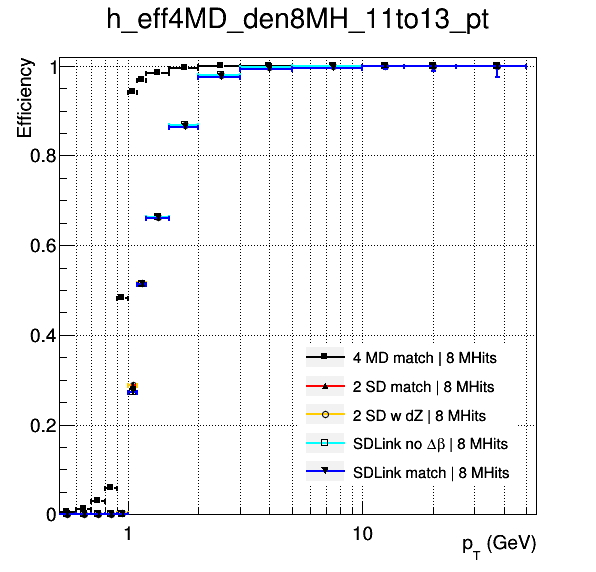 h_eff4MD_den8MH_11to13_pt
Efficiency
1
0.8
0.6
0.4
0.2
0
4 MD match | 8 MHits
2 SD match | 8 MHits
2 SD w dZ | 8 MHits
SDLink no Δβ | 8 MHits
SDLink match | 8 MHits
1
10
p_T (GeV)